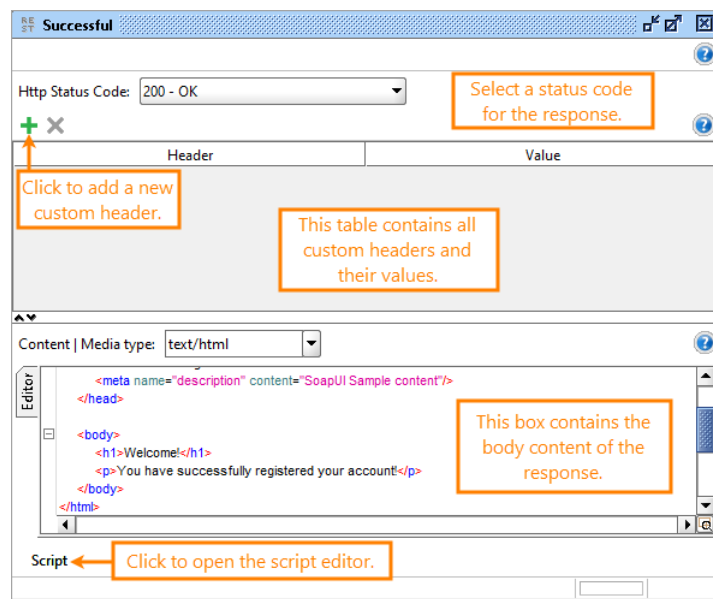 REST Successful
Http Status Code: 200 - OK
Select a status code
for the response.
Header Value
Click to add a new
custom header.
This table contains all
custom headers and
their values.
Content | Media type: text/html
Editor
<meta name="description" content="SoapUI Sample content"/>
</head>
<body>
<h1>Welcome!</h1>
<p>You have successfully registered your account!</p>
</body>
</html>
This box contains the
body content of the
response.
Script
Click to open the script editor.